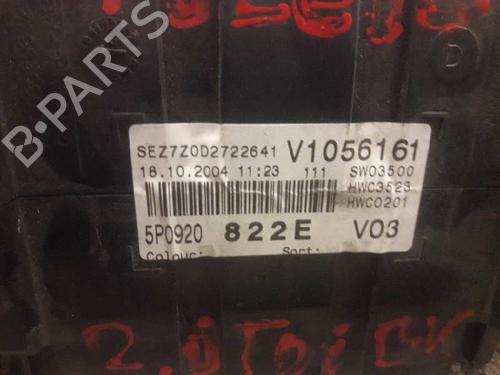 B-PARTS
D
SEZ7Z0D2722641 V1056161
18.10.2004 11:23 111 SW03500
HWC3523
HWC0201
5P0920 822E V03
Colour: Sort:
2.0 TDi BK